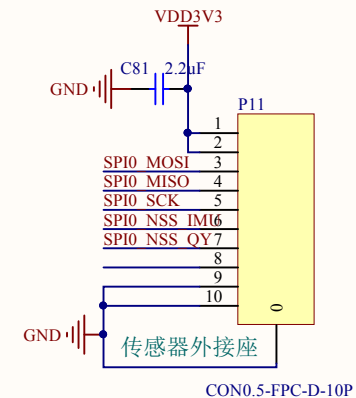 VDD3V3
C81 2.2uF
GND
P11
1
2
SPI0_MOSI 3
SPI0_MISO 4
SPI0_SCK 5
SPI0_NSS_IMU 6
SPI0_NSS_QY 7
8
9
10
0
GND
传感器外接座
CON0.5-FPC-D-10P